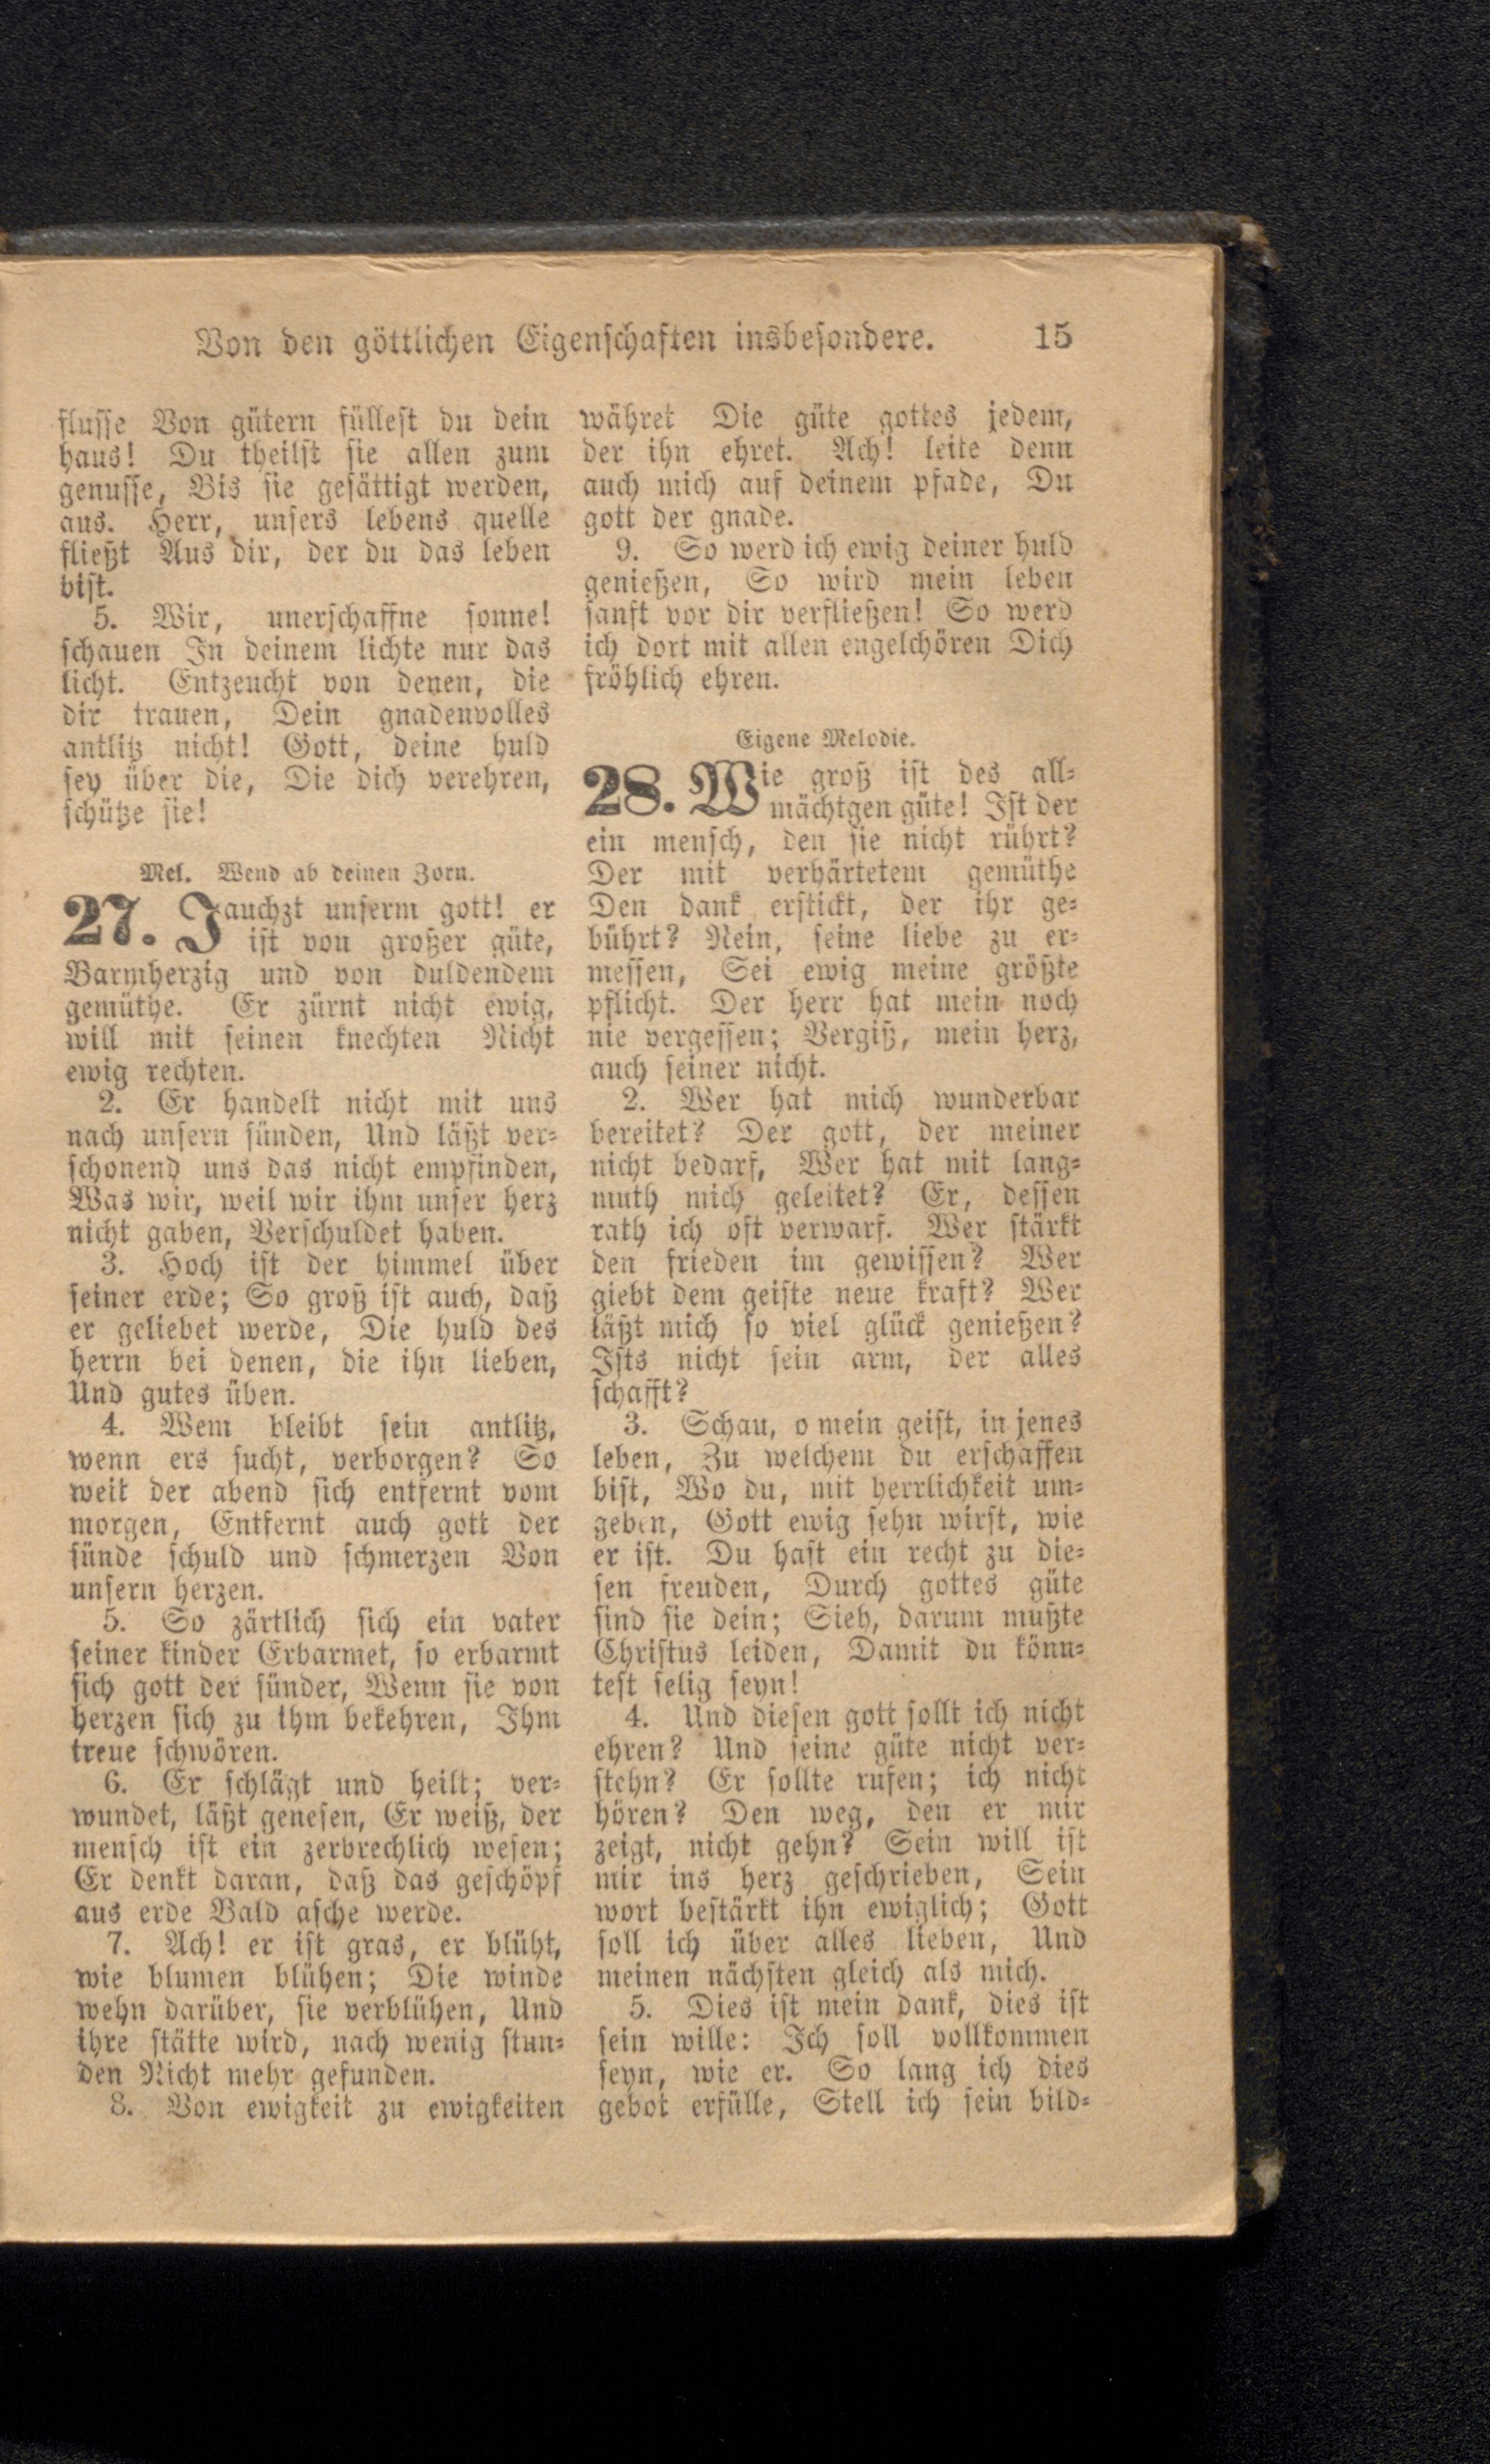 Von den göttlichen Eigenschaften insbesondere. 15
flusse Von gütern füllest du dein
haus! Du theilst sie allen zum
genusse, Bis sie gesättigt werden,
aus. Herr, unsers lebens quelle
fließt Aus dir, der du das leben
bist.
5. Wir, unerschaffne sonne!
schauen In deinem lichte nur das
licht. Entzeucht von denen, die
dir trauen, Dein gnadenvolles
antlitz nicht! Gott, deine huld
sey über die, Die dich verehren,
schütze sie!
Mel. Wend ab deinen Zorn.
27. Jauchzt unserm gott! er
ist von großer güte,
Barmherzig und von duldendem
gemüthe. Er zürnt nicht ewig,
will mit seinen knechten Nicht
ewig rechten.
2. Er handelt nicht mit uns
nach unsern sünden, Und läßt ver-
schonend uns das nicht empfinden,
Was wir, weil wir ihm unser herz
nicht gaben, Verschuldet haben.
3. Hoch ist der himmel über
seiner erde; So groß ist auch, daß
er geliebet werde, Die huld des
herrn bei denen, die ihn lieben,
Und gutes üben.
4. Wem bleibt sein antlitz,
wenn ers sucht, verborgen? So
weit der abend sich entfernt vom
morgen, Entfernt auch gott der
sünde schuld und schmerzen Von
unsern herzen.
5. So zärtlich sich ein vater
seiner kinder Erbarmet, so erbarmt
sich gott der sünder, Wenn sie von
herzen sich zu ihm bekehren, Ihm
treue schwören.
6. Er schlägt und heilt; ver-
wundet, läßt genesen, Er weiß, der
mensch ist ein zerbrechlich wesen;
Er denkt daran, daß das geschöpf
aus erde Bald asche werde.
7. Ach! er ist gras, er blüht,
wie blumen blühen; Die winde
wehn darüber, sie verblühen, Und
ihre stätte wird, nach wenig stun-
den Nicht mehr gefunden.
8. Von ewigkeit zu ewigkeiten
währet Die güte gottes jedem,
der ihn ehret. Ach! leite denn
auch mich auf deinem pfade, Du
gott der gnade.
9. So werd ich ewig deiner huld
genießen, So wird mein leben
sanft vor dir verfließen! So werd
ich dort mit allen engelchören Dich
fröhlich ehren.
Eigene Melodie.
28. Wie groß ist des all-
mächtgen güte! Ist der
ein mensch, den sie nicht rührt?
Der mit verhärtetem gemüthe
Den dank erstickt, der ihr ge-
bührt? Nein, seine liebe zu er-
messen, Sei ewig meine größte
pflicht. Der herr hat mein noch
nie vergessen; Vergiß, mein herz,
auch seiner nicht.
2. Wer hat mich wunderbar
bereitet? Der gott, der meiner
nicht bedarf, Wer hat mit lang-
muth mich geleitet? Er, dessen
rath ich oft verwarf. Wer stärkt
den frieden im gewissen? Wer
giebt dem geiste neue kraft? Wer
läßt mich so viel glück genießen?
Ists nicht sein arm, der alles
schafft?
3. Schau, o mein geist, in jenes
leben, Zu welchem du erschaffen
bist, Wo du, mit herrlichkeit um-
geben, Gott ewig sehn wirst, wie
er ist. Du hast ein recht zu die-
sen freuden, Durch gottes güte
sind sie dein; Sieh, darum mußte
Christus leiden, Damit du könn-
test selig seyn!
4. Und diesen gott sollt ich nicht
ehren? Und seine güte nicht ver-
stehn? Er sollte rufen; ich nicht
hören? Den weg, den er mir
zeigt, nicht gehn? Sein will ist
mir ins herz geschrieben, Sein
wort bestärkt ihn ewiglich; Gott
soll ich über alles lieben, Und
meinen nächsten gleich als mich.
5. Dies ist mein dank, dies ist
sein wille: Ich soll vollkommen
seyn, wie er. So lang ich dies
gebot erfülle, Stell ich sein bild-